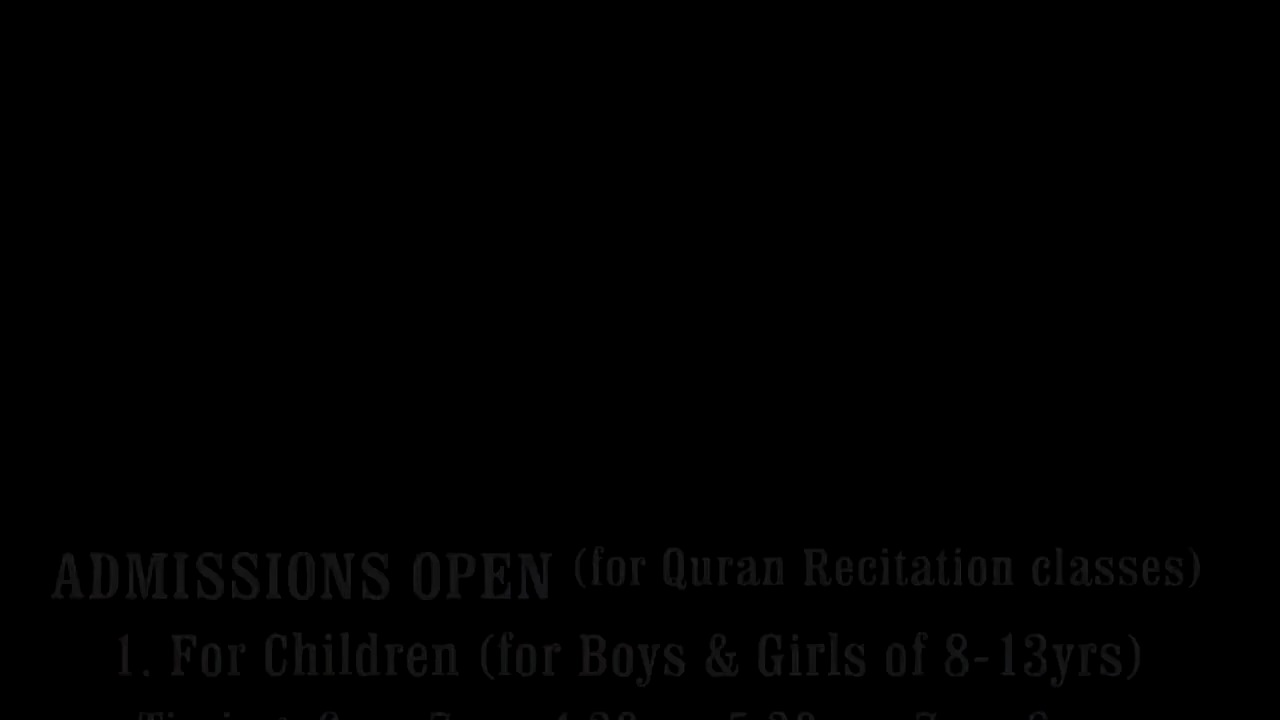 ADMISSIONS OPEN (for Quran Recitation classes)
1. For Children (for Boys & Girls of 8-13yrs)